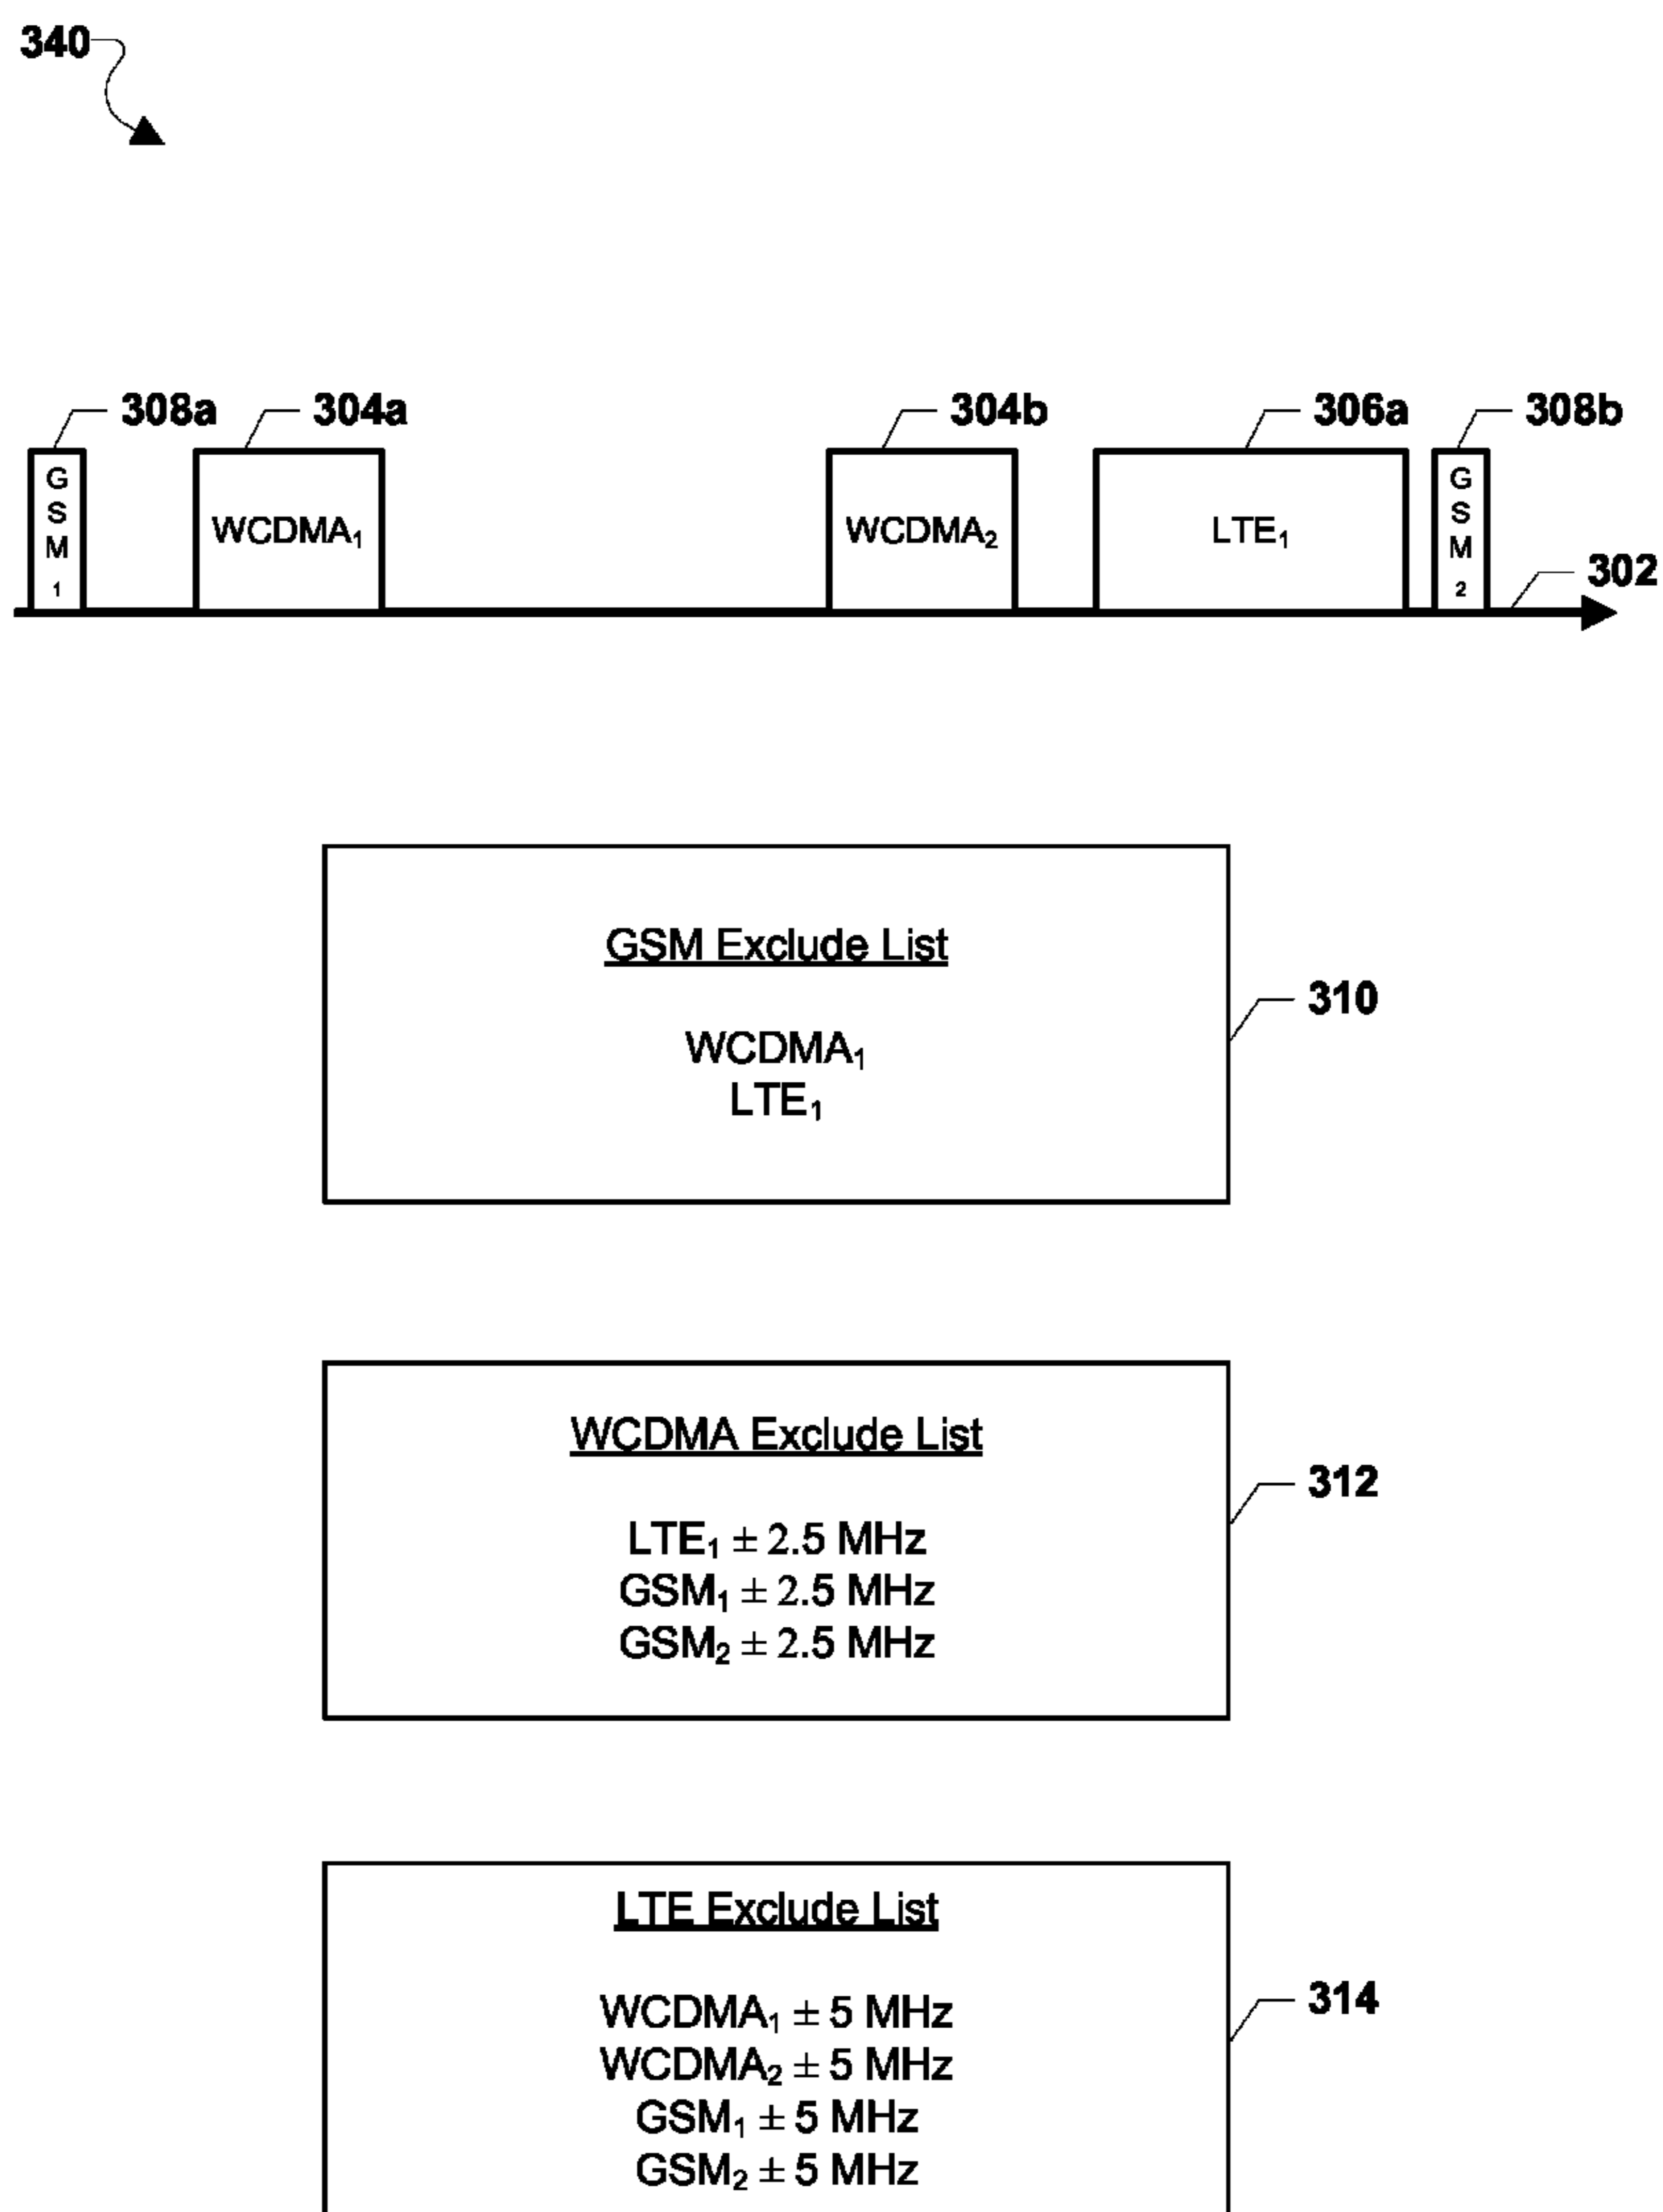 340
308a 304a 304b 306a 308b
G
S
M
1
WCDMA₁
WCDMA₂
LTE₁
G
S
M
2
302
GSM Exclude List
WCDMA₁
LTE₁
310
WCDMA Exclude List
LTE₁ ± 2.5 MHz
GSM₁ ± 2.5 MHz
GSM₂ ± 2.5 MHz
312
LTE Exclude List
WCDMA₁ ± 5 MHz
WCDMA₂ ± 5 MHz
GSM₁ ± 5 MHz
GSM₂ ± 5 MHz
314